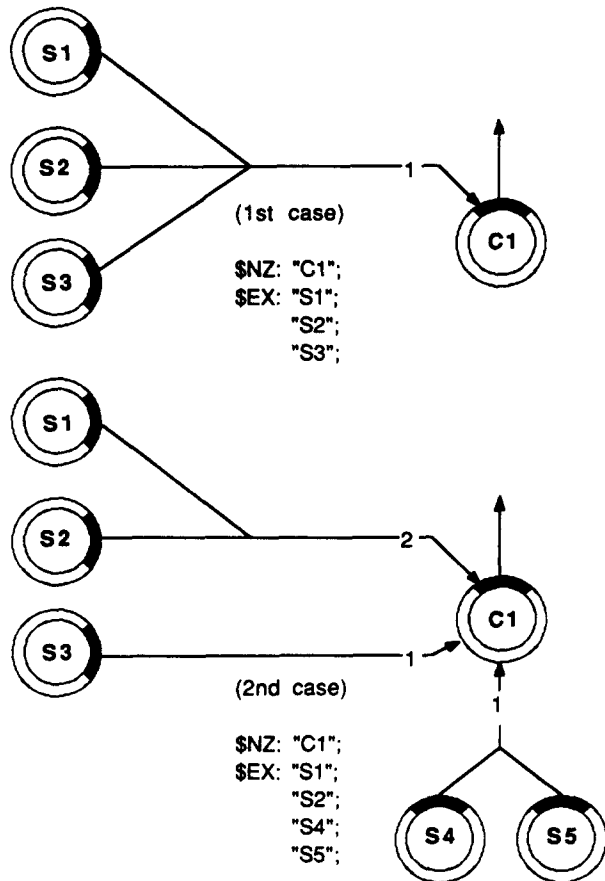 S1
S2
1
(1st case)
C1
S3
$NZ: "C1";
$EX: "S1";
"S2";
"S3";
S1
S2
2
C1
S3
1
(2nd case)
1
$NZ: "C1";
$EX: "S1";
"S2";
"S4";
"S5";
S4
S5